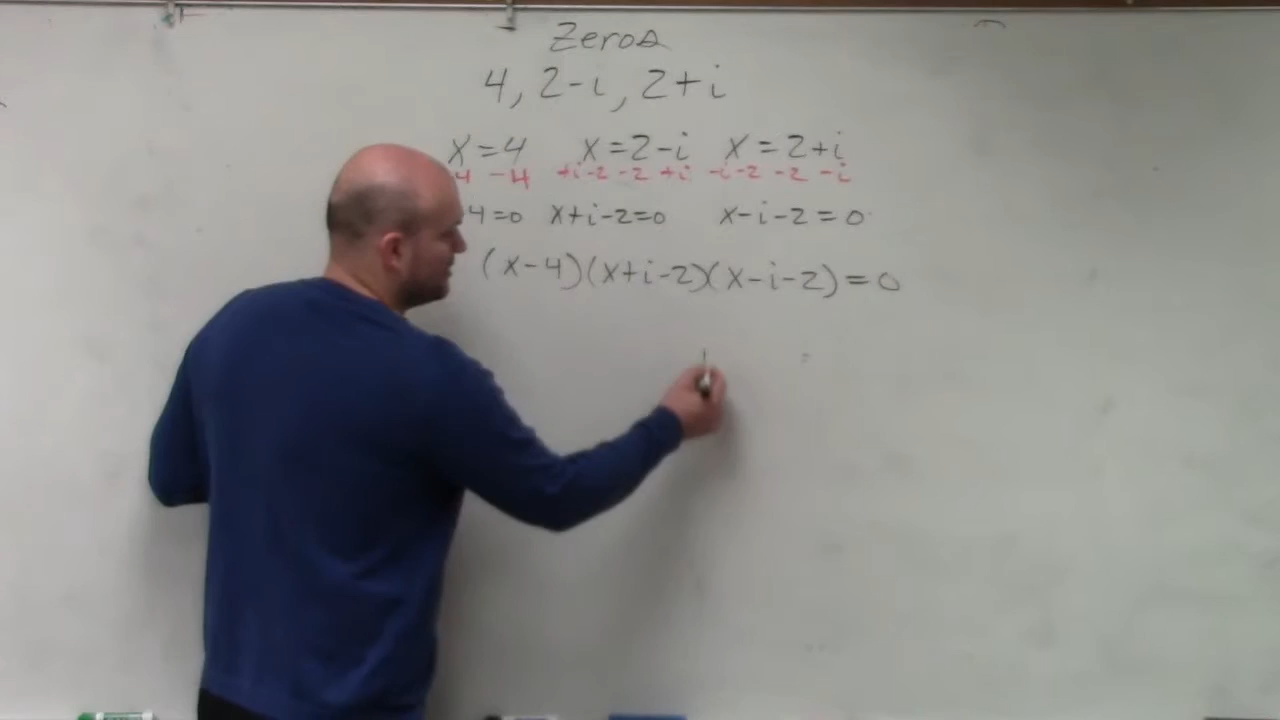 Zeros
4, 2-i, 2+i
x=4 x=2-i x=2+i
4 -4 +i-2 -2 +i -i-2 -2 -i
4=0 x+i-2=0 x-i-2=0
(x-4)(x+i-2)(x-i-2)=0